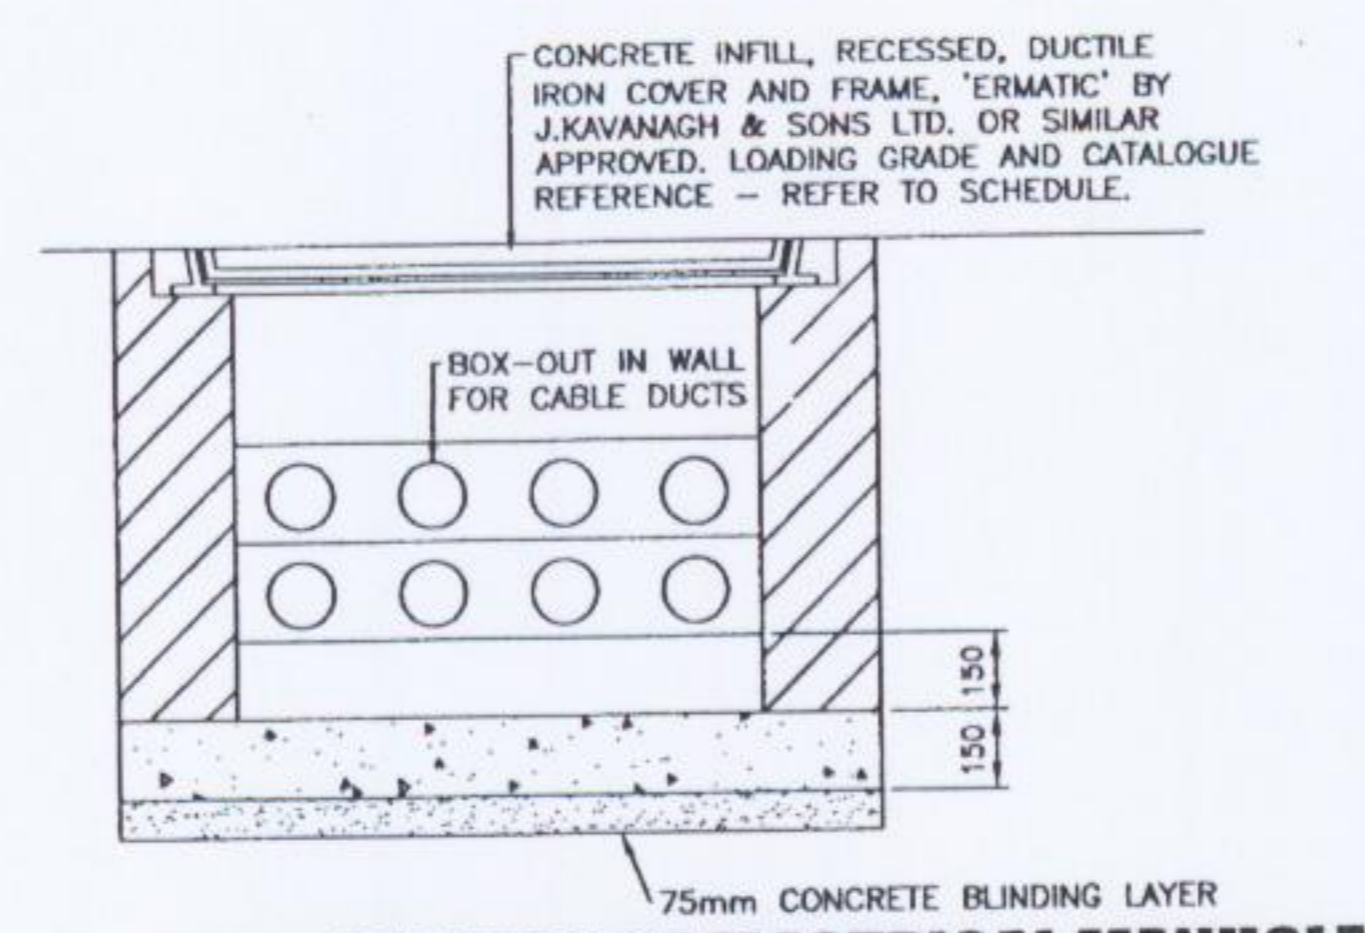 CONCRETE INFILL, RECESSED, DUCTILE
IRON COVER AND FRAME, 'ERMATIC' BY
J.KAVANAGH & SONS LTD. OR SIMILAR
APPROVED. LOADING GRADE AND CATALOGUE
REFERENCE – REFER TO SCHEDULE.
BOX-OUT IN WALL
FOR CABLE DUCTS
150
150
75mm CONCRETE BLINDING LAYER